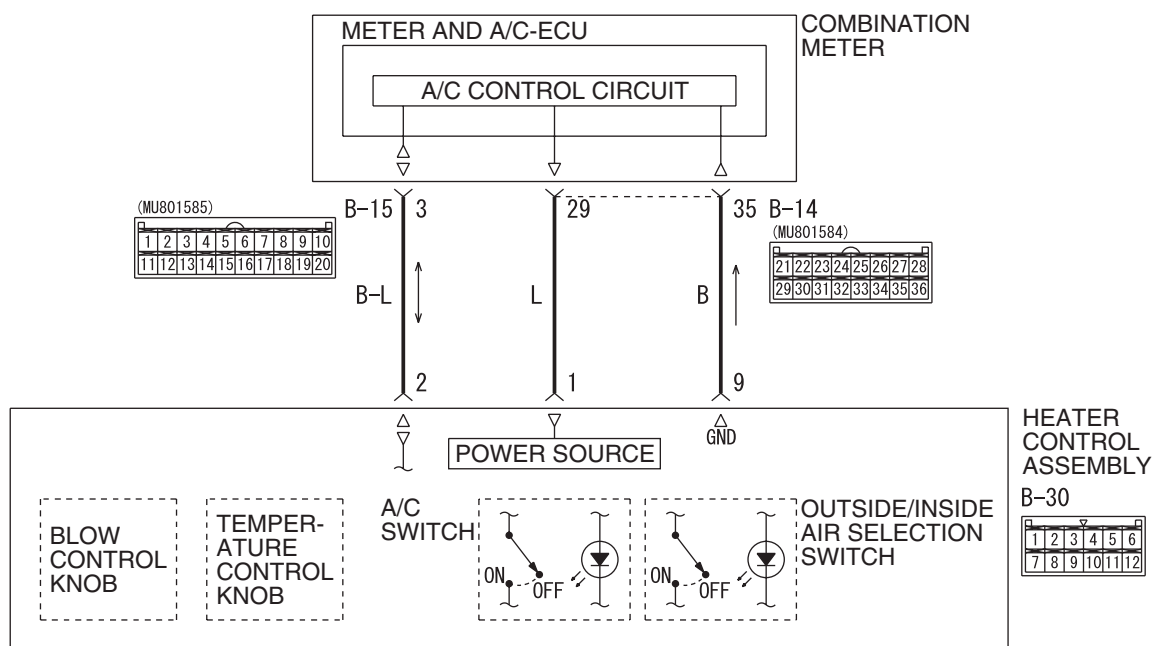 METER AND A/C-ECU
COMBINATION
METER
A/C CONTROL CIRCUIT
(MU801585)
1 2 3 4 5 6 7 8 9 10
11 12 13 14 15 16 17 18 19 20
B-15 3
29
35 B-14
(MU801584)
21 22 23 24 25 26 27 28
29 30 31 32 33 34 35 36
B-L
L
B
2
1
9
GND
POWER SOURCE
HEATER
CONTROL
ASSEMBLY
B-30
1 2 3 4 5 6
7 8 9 10 11 12
BLOW
CONTROL
KNOB
TEMPER-
ATURE
CONTROL
KNOB
A/C
SWITCH
ON
OFF
ON
OFF
OUTSIDE/INSIDE
AIR SELECTION
SWITCH